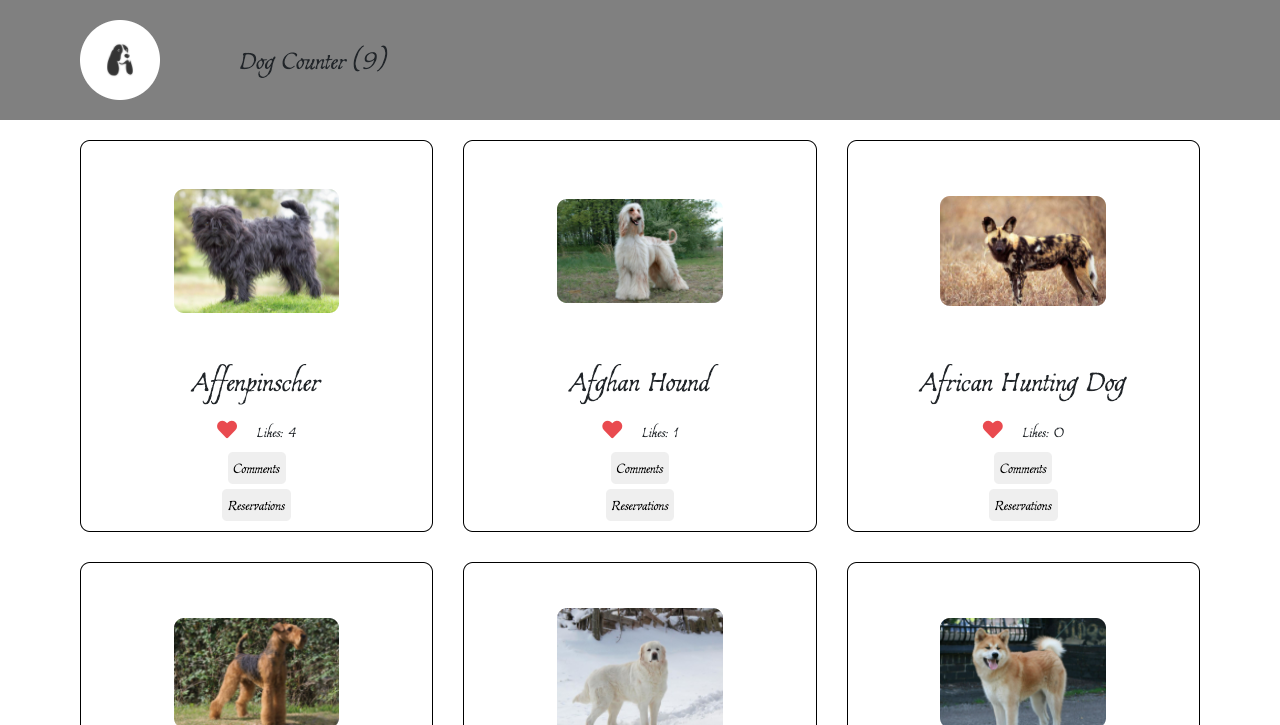 Dog Counter (9)
Affenpinscher
Likes: 4
Comments
Reservations
Afghan Hound
Likes: 1
Comments
Reservations
African Hunting Dog
Likes: 0
Comments
Reservations